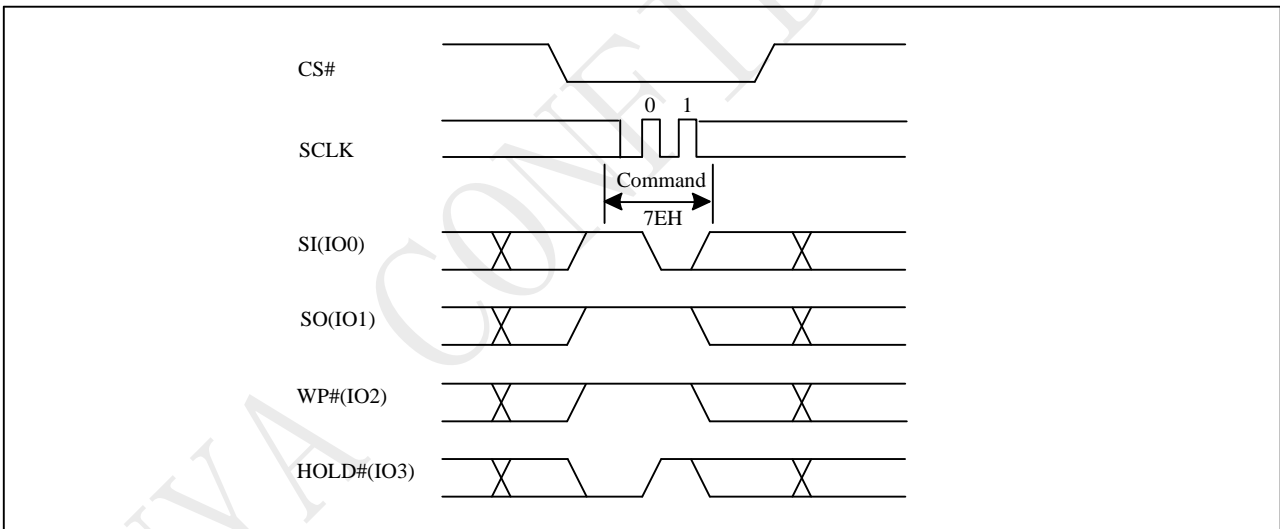 CS#
0 1
SCLK
Command
7EH
SI(IO0)
SO(IO1)
WP#(IO2)
HOLD#(IO3)